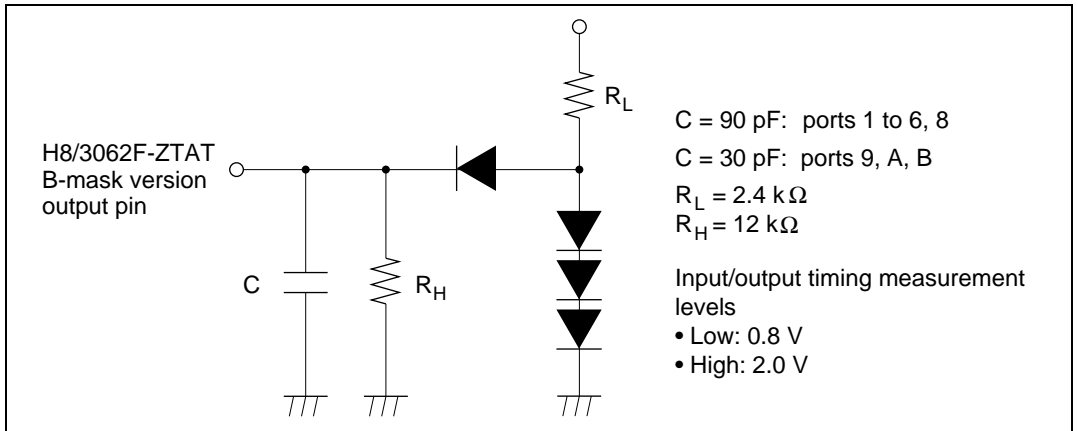 R_L
H8/3062F-ZTAT
B-mask version
output pin
C
R_H
C = 90 pF: ports 1 to 6, 8
C = 30 pF: ports 9, A, B
R_L = 2.4 kΩ
R_H = 12 kΩ
Input/output timing measurement
levels
• Low: 0.8 V
• High: 2.0 V